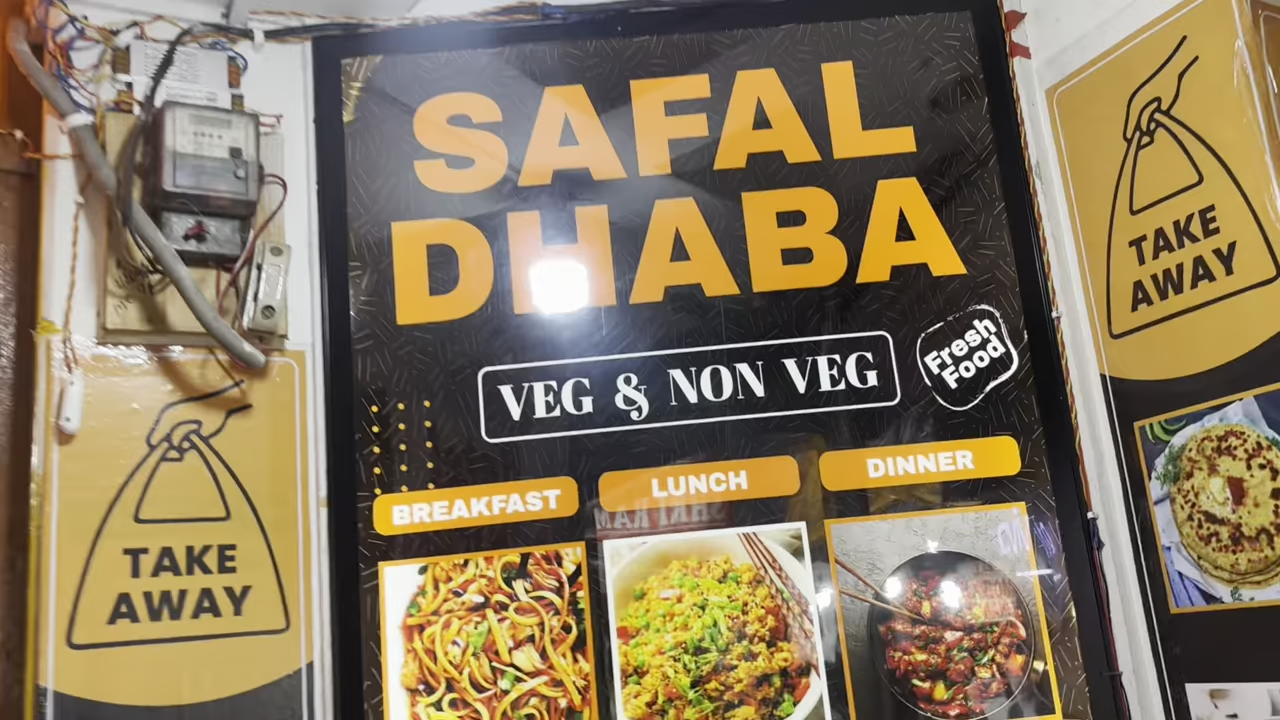 SAFAL
DHABA
VEG & NON VEG
Fresh
Food
BREAKFAST
LUNCH
DINNER
TAKE
AWAY
TAKE
AWAY